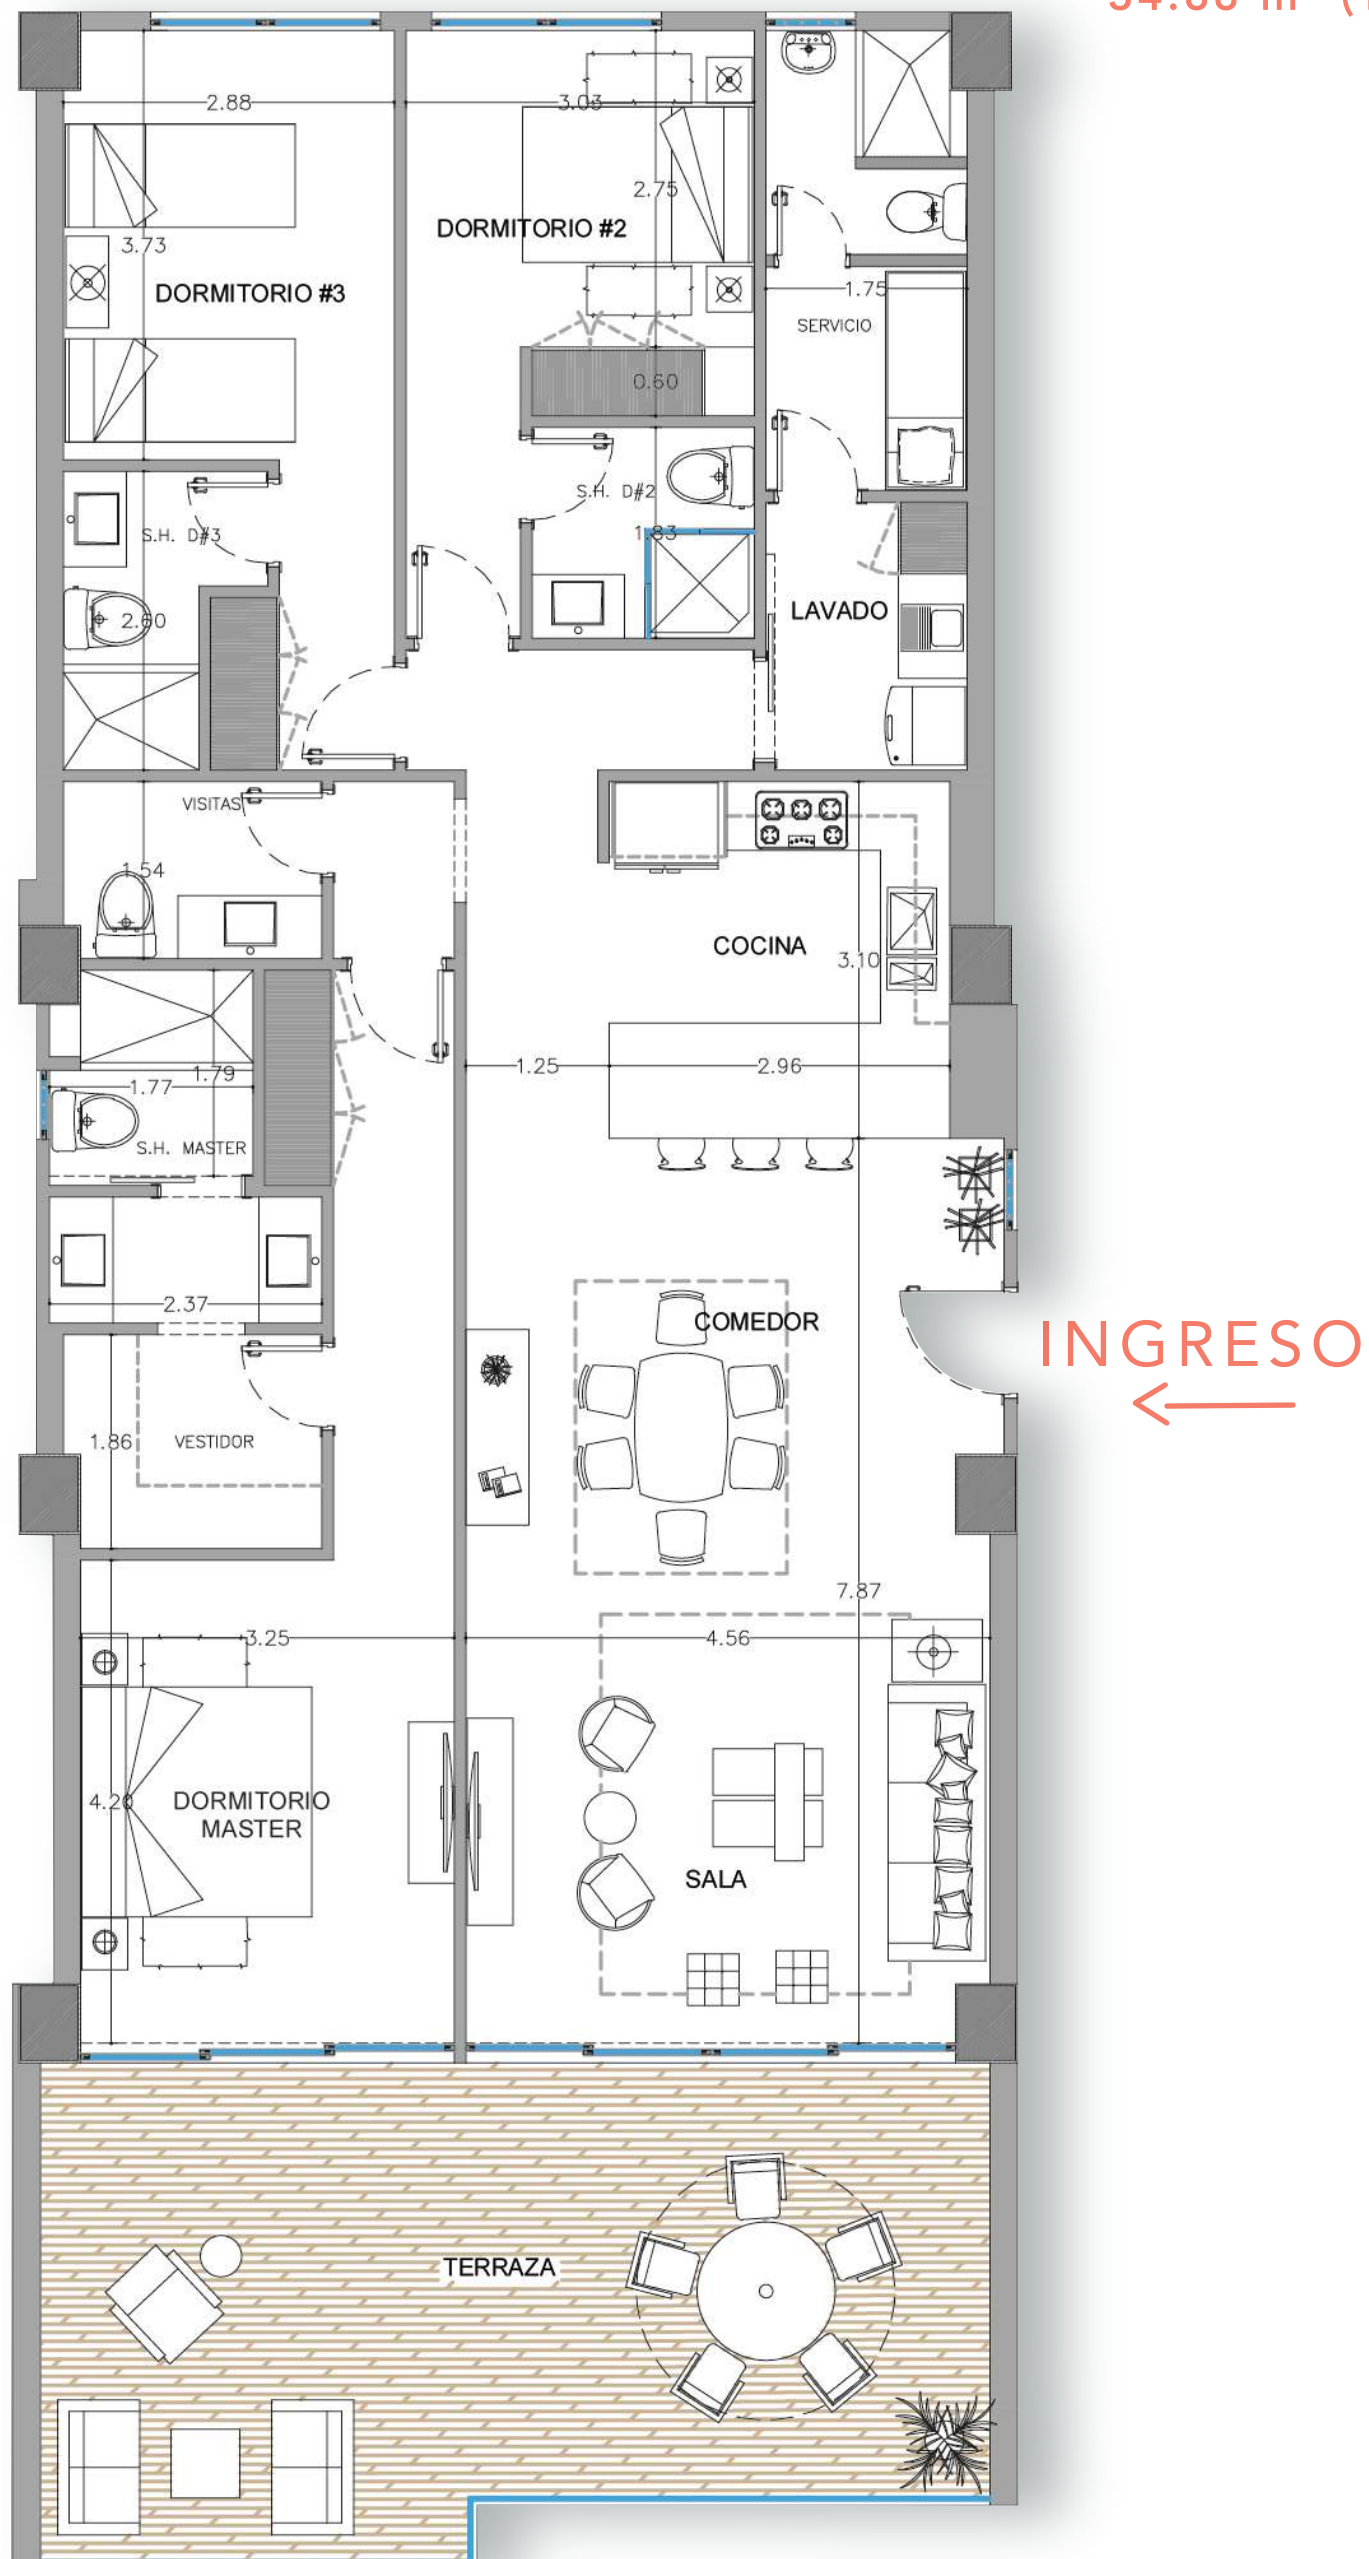 2.88
3.03
2.75
DORMITORIO #2
3.73
DORMITORIO #3
1.75
SERVICIO
0.60
S.H. D#2
S.H. D#3
1.83
LAVADO
2.60
VISITAS
1.54
COCINA
3.10
1.25
2.96
1.79
1.77
S.H. MASTER
2.37
COMEDOR
INGRESO
1.86
VESTIDOR
7.87
3.25
4.56
4.20
DORMITORIO
MASTER
SALA
TERRAZA